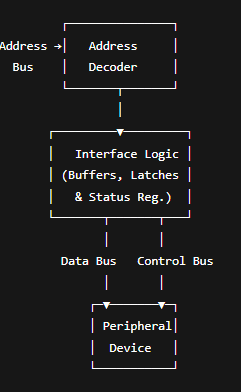 Address → Address
Bus Decoder
Interface Logic
(Buffers, Latches
& Status Reg.)
Data Bus Control Bus
Peripheral
Device